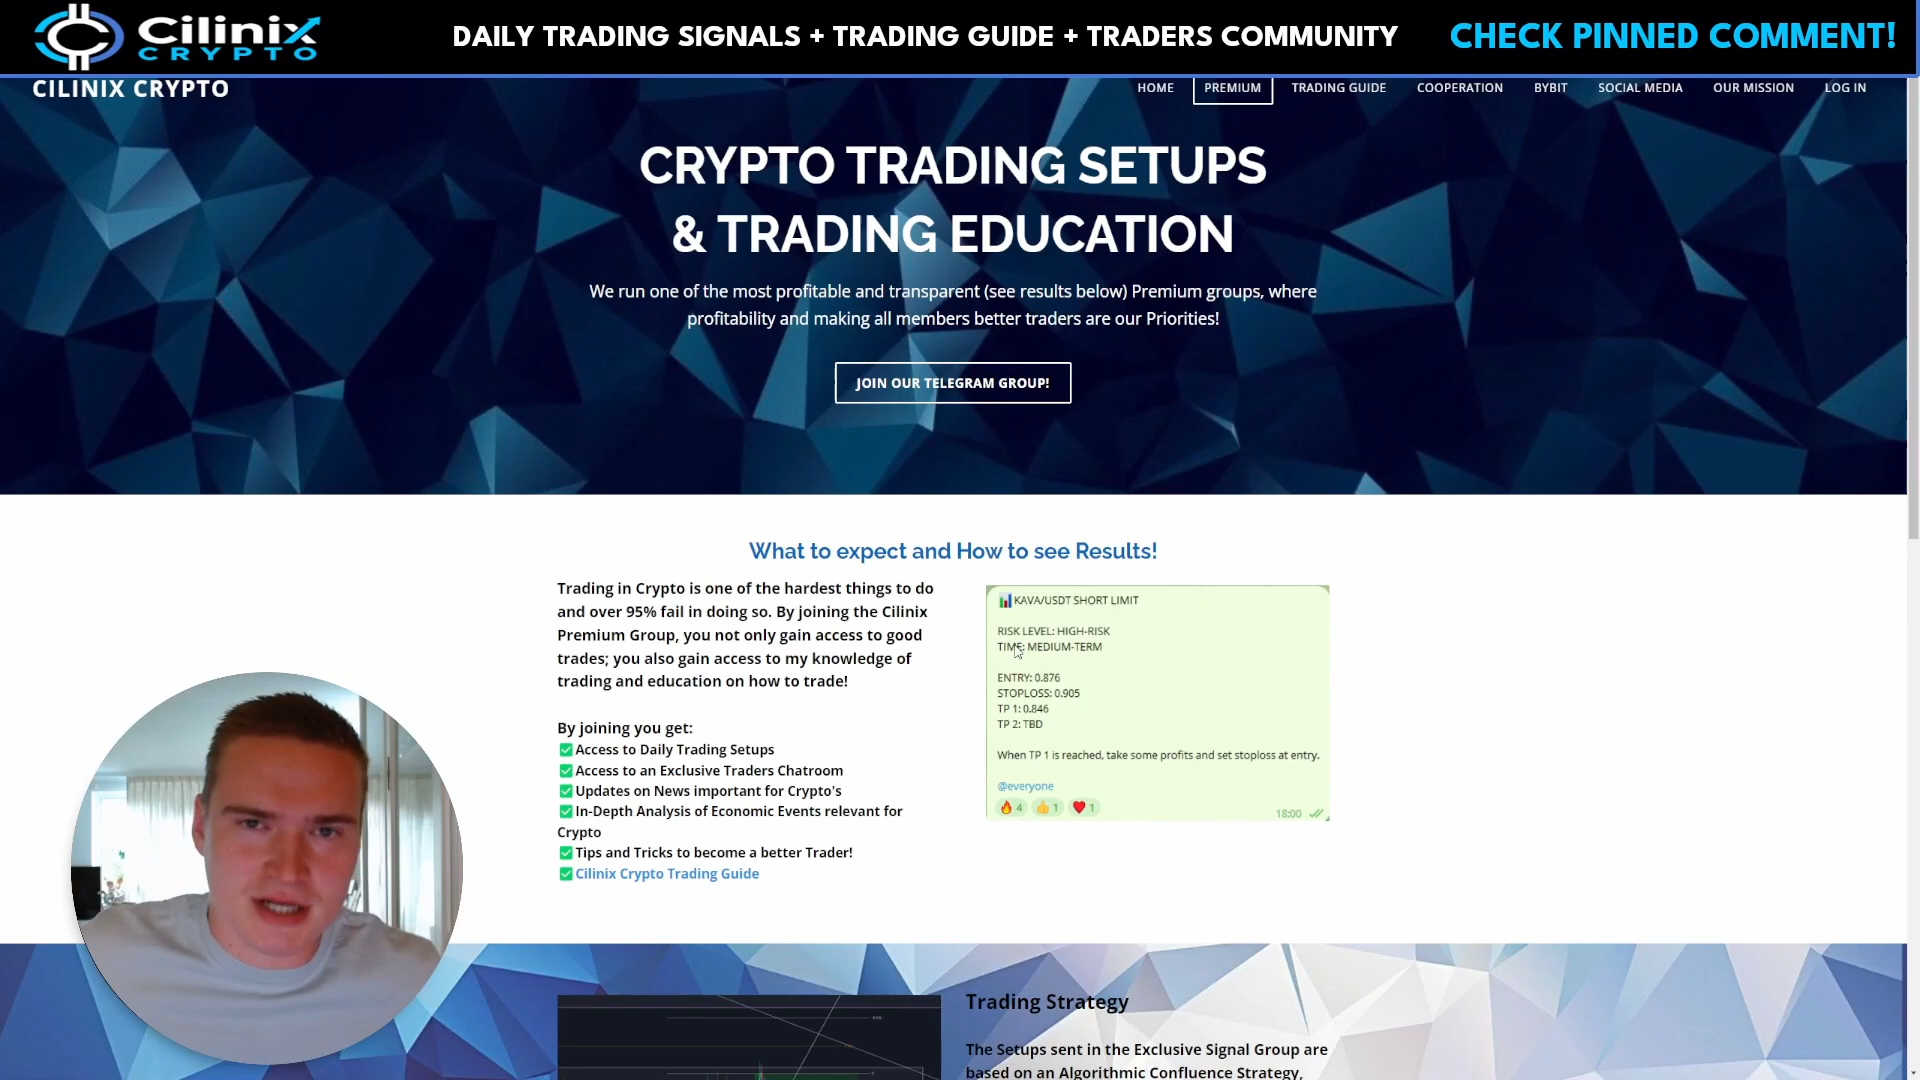 Cilinix
CRYPTO
DAILY TRADING SIGNALS + TRADING GUIDE + TRADERS COMMUNITY
CHECK PINNED COMMENT!
CILINIX CRYPTO
HOME
PREMIUM
TRADING GUIDE
COOPERATION
BYBIT
SOCIAL MEDIA
OUR MISSION
LOG IN
CRYPTO TRADING SETUPS
& TRADING EDUCATION
We run one of the most profitable and transparent (see results below) Premium groups, where
profitability and making all members better traders are our Priorities!
JOIN OUR TELEGRAM GROUP!
What to expect and How to see Results!
Trading in Crypto is one of the hardest things to do
and over 95% fail in doing so. By joining the Cilinix
Premium Group, you not only gain access to good
trades; you also gain access to my knowledge of
trading and education on how to trade!
By joining you get:
✅Access to Daily Trading Setups
✅Access to an Exclusive Traders Chatroom
✅Updates on News important for Crypto's
✅In-Depth Analysis of Economic Events relevant for
Crypto
✅Tips and Tricks to become a better Trader!
✅Cilinix Crypto Trading Guide
📊KAVA/USDT SHORT LIMIT
RISK LEVEL: HIGH-RISK
TIME: MEDIUM-TERM
ENTRY: 0.876
STOPLOSS: 0.905
TP 1: 0.846
TP 2: TBD
When TP 1 is reached, take some profits and set stoploss at entry.
@everyone
🔥 4 👍 1 ❤️ 1
18:00
Trading Strategy
The Setups sent in the Exclusive Signal Group are
based on an Algorithmic Confluence Strategy,